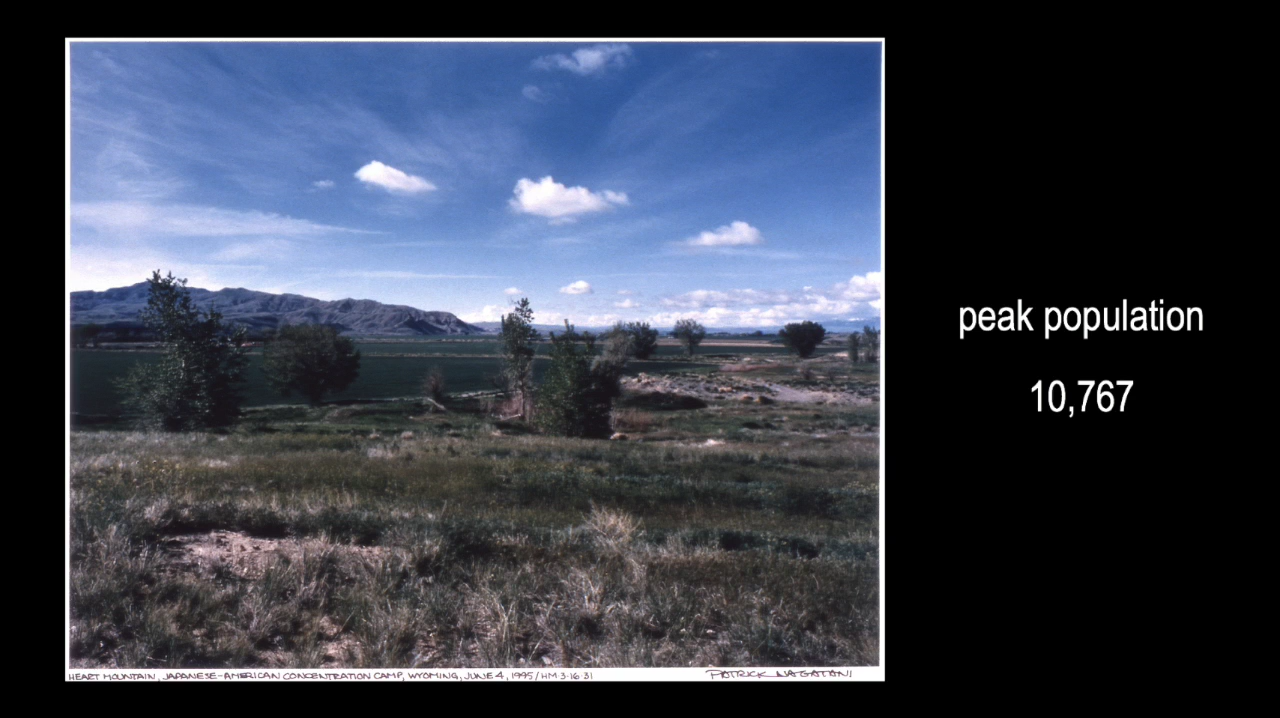 peak population
10,767
HEART MOUNTAIN, JAPANESE-AMERICAN CONCENTRATION CAMP, WYOMING, JUNE 4, 1995/HM-3-16-31
PATRICK NAGATANI